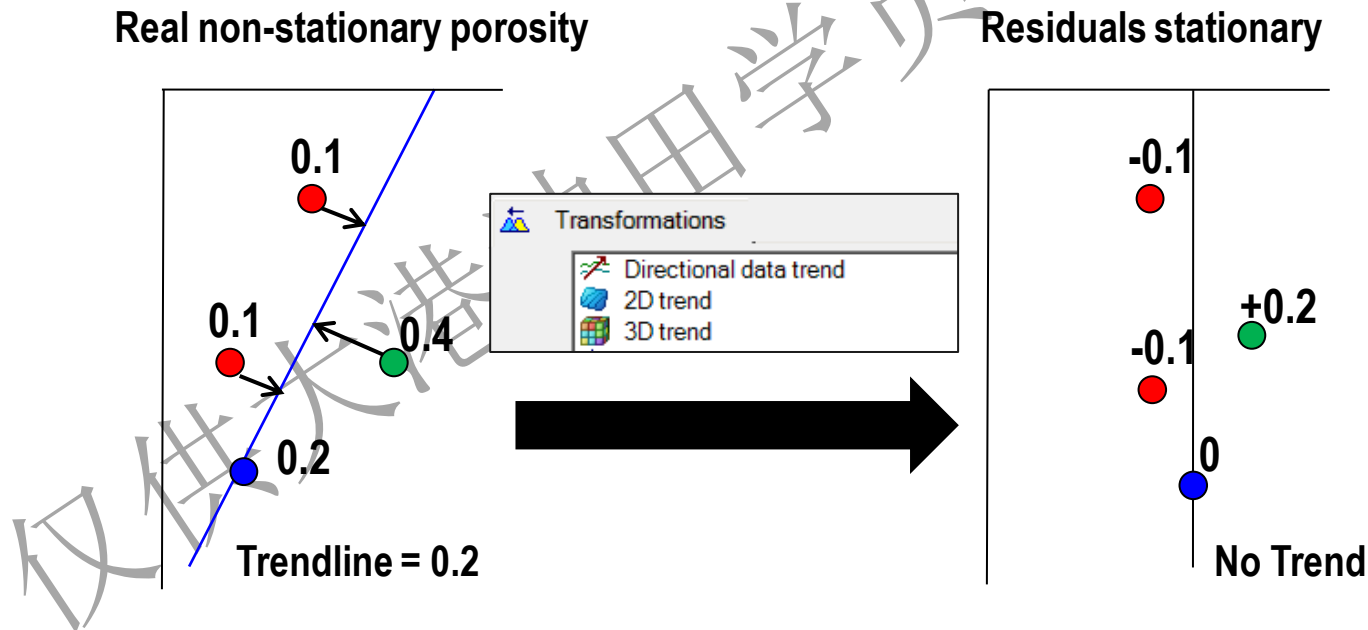 Real non-stationary porosity
Residuals stationary
0.1
0.1
0.4
0.2
Trendline = 0.2
Transformations
Directional data trend
2D trend
3D trend
-0.1
+0.2
-0.1
0
No Trend
仅供大港油田学员